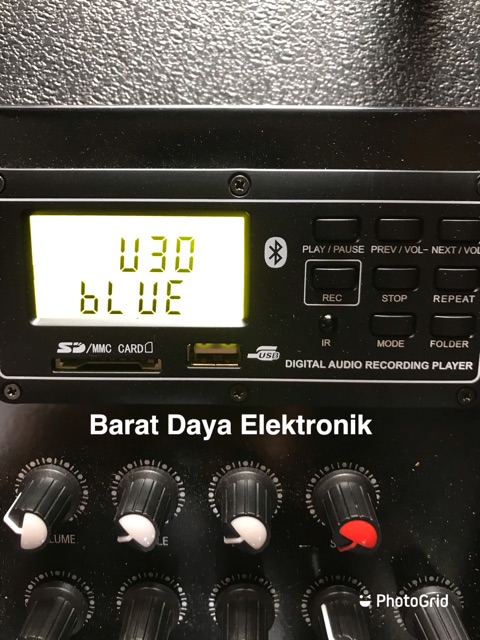 U30
bLUE
PLAY / PAUSE PREV / VOL- NEXT / VOL
REC STOP REPEAT
IR MODE FOLDER
SD/MMC CARD USB
DIGITAL AUDIO RECORDING PLAYER
Barat Daya Elektronik
PhotoGrid